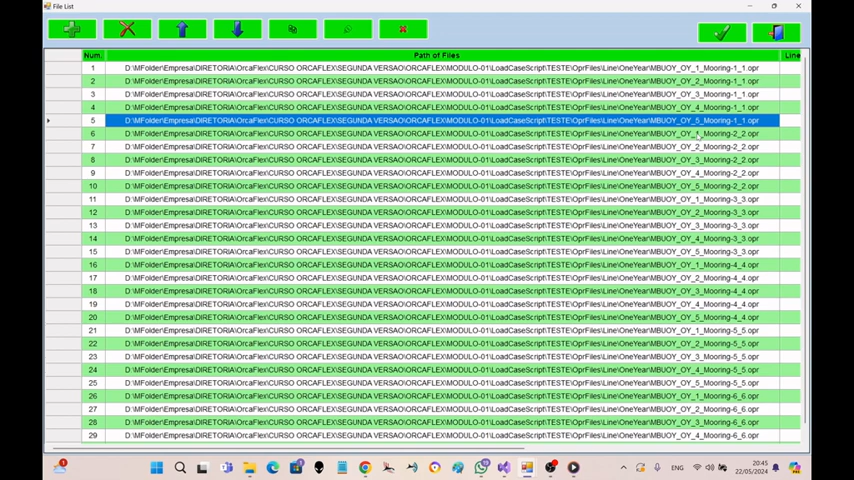 File List
Num. Path of Files Line
1 D:\MFolder\Empresa\DIRETORIA\OrcaFlex\CURSO ORCAFLEX\SEGUNDA VERSAO\MODULO-01\LoadCaseScript\TESTE\OprFiles\Line\OneYear\MBUOY_OY_1_Mooring-1_1.opr
2 D:\MFolder\Empresa\DIRETORIA\OrcaFlex\CURSO ORCAFLEX\SEGUNDA VERSAO\MODULO-01\LoadCaseScript\TESTE\OprFiles\Line\OneYear\MBUOY_OY_2_Mooring-1_1.opr
3 D:\MFolder\Empresa\DIRETORIA\OrcaFlex\CURSO ORCAFLEX\SEGUNDA VERSAO\MODULO-01\LoadCaseScript\TESTE\OprFiles\Line\OneYear\MBUOY_OY_3_Mooring-1_1.opr
4 D:\MFolder\Empresa\DIRETORIA\OrcaFlex\CURSO ORCAFLEX\SEGUNDA VERSAO\MODULO-01\LoadCaseScript\TESTE\OprFiles\Line\OneYear\MBUOY_OY_4_Mooring-1_1.opr
5 D:\MFolder\Empresa\DIRETORIA\OrcaFlex\CURSO ORCAFLEX\SEGUNDA VERSAO\MODULO-01\LoadCaseScript\TESTE\OprFiles\Line\OneYear\MBUOY_OY_5_Mooring-1_1.opr
6 D:\MFolder\Empresa\DIRETORIA\OrcaFlex\CURSO ORCAFLEX\SEGUNDA VERSAO\MODULO-01\LoadCaseScript\TESTE\OprFiles\Line\OneYear\MBUOY_OY_1_Mooring-2_2.opr
7 D:\MFolder\Empresa\DIRETORIA\OrcaFlex\CURSO ORCAFLEX\SEGUNDA VERSAO\MODULO-01\LoadCaseScript\TESTE\OprFiles\Line\OneYear\MBUOY_OY_2_Mooring-2_2.opr
8 D:\MFolder\Empresa\DIRETORIA\OrcaFlex\CURSO ORCAFLEX\SEGUNDA VERSAO\MODULO-01\LoadCaseScript\TESTE\OprFiles\Line\OneYear\MBUOY_OY_3_Mooring-2_2.opr
9 D:\MFolder\Empresa\DIRETORIA\OrcaFlex\CURSO ORCAFLEX\SEGUNDA VERSAO\MODULO-01\LoadCaseScript\TESTE\OprFiles\Line\OneYear\MBUOY_OY_4_Mooring-2_2.opr
10 D:\MFolder\Empresa\DIRETORIA\OrcaFlex\CURSO ORCAFLEX\SEGUNDA VERSAO\MODULO-01\LoadCaseScript\TESTE\OprFiles\Line\OneYear\MBUOY_OY_5_Mooring-2_2.opr
11 D:\MFolder\Empresa\DIRETORIA\OrcaFlex\CURSO ORCAFLEX\SEGUNDA VERSAO\MODULO-01\LoadCaseScript\TESTE\OprFiles\Line\OneYear\MBUOY_OY_1_Mooring-3_3.opr
12 D:\MFolder\Empresa\DIRETORIA\OrcaFlex\CURSO ORCAFLEX\SEGUNDA VERSAO\MODULO-01\LoadCaseScript\TESTE\OprFiles\Line\OneYear\MBUOY_OY_2_Mooring-3_3.opr
13 D:\MFolder\Empresa\DIRETORIA\OrcaFlex\CURSO ORCAFLEX\SEGUNDA VERSAO\MODULO-01\LoadCaseScript\TESTE\OprFiles\Line\OneYear\MBUOY_OY_3_Mooring-3_3.opr
14 D:\MFolder\Empresa\DIRETORIA\OrcaFlex\CURSO ORCAFLEX\SEGUNDA VERSAO\MODULO-01\LoadCaseScript\TESTE\OprFiles\Line\OneYear\MBUOY_OY_4_Mooring-3_3.opr
15 D:\MFolder\Empresa\DIRETORIA\OrcaFlex\CURSO ORCAFLEX\SEGUNDA VERSAO\MODULO-01\LoadCaseScript\TESTE\OprFiles\Line\OneYear\MBUOY_OY_5_Mooring-3_3.opr
16 D:\MFolder\Empresa\DIRETORIA\OrcaFlex\CURSO ORCAFLEX\SEGUNDA VERSAO\MODULO-01\LoadCaseScript\TESTE\OprFiles\Line\OneYear\MBUOY_OY_1_Mooring-4_4.opr
17 D:\MFolder\Empresa\DIRETORIA\OrcaFlex\CURSO ORCAFLEX\SEGUNDA VERSAO\MODULO-01\LoadCaseScript\TESTE\OprFiles\Line\OneYear\MBUOY_OY_2_Mooring-4_4.opr
18 D:\MFolder\Empresa\DIRETORIA\OrcaFlex\CURSO ORCAFLEX\SEGUNDA VERSAO\MODULO-01\LoadCaseScript\TESTE\OprFiles\Line\OneYear\MBUOY_OY_3_Mooring-4_4.opr
19 D:\MFolder\Empresa\DIRETORIA\OrcaFlex\CURSO ORCAFLEX\SEGUNDA VERSAO\MODULO-01\LoadCaseScript\TESTE\OprFiles\Line\OneYear\MBUOY_OY_4_Mooring-4_4.opr
20 D:\MFolder\Empresa\DIRETORIA\OrcaFlex\CURSO ORCAFLEX\SEGUNDA VERSAO\MODULO-01\LoadCaseScript\TESTE\OprFiles\Line\OneYear\MBUOY_OY_5_Mooring-4_4.opr
21 D:\MFolder\Empresa\DIRETORIA\OrcaFlex\CURSO ORCAFLEX\SEGUNDA VERSAO\MODULO-01\LoadCaseScript\TESTE\OprFiles\Line\OneYear\MBUOY_OY_1_Mooring-5_5.opr
22 D:\MFolder\Empresa\DIRETORIA\OrcaFlex\CURSO ORCAFLEX\SEGUNDA VERSAO\MODULO-01\LoadCaseScript\TESTE\OprFiles\Line\OneYear\MBUOY_OY_2_Mooring-5_5.opr
23 D:\MFolder\Empresa\DIRETORIA\OrcaFlex\CURSO ORCAFLEX\SEGUNDA VERSAO\MODULO-01\LoadCaseScript\TESTE\OprFiles\Line\OneYear\MBUOY_OY_3_Mooring-5_5.opr
24 D:\MFolder\Empresa\DIRETORIA\OrcaFlex\CURSO ORCAFLEX\SEGUNDA VERSAO\MODULO-01\LoadCaseScript\TESTE\OprFiles\Line\OneYear\MBUOY_OY_4_Mooring-5_5.opr
25 D:\MFolder\Empresa\DIRETORIA\OrcaFlex\CURSO ORCAFLEX\SEGUNDA VERSAO\MODULO-01\LoadCaseScript\TESTE\OprFiles\Line\OneYear\MBUOY_OY_5_Mooring-5_5.opr
26 D:\MFolder\Empresa\DIRETORIA\OrcaFlex\CURSO ORCAFLEX\SEGUNDA VERSAO\MODULO-01\LoadCaseScript\TESTE\OprFiles\Line\OneYear\MBUOY_OY_1_Mooring-6_6.opr
27 D:\MFolder\Empresa\DIRETORIA\OrcaFlex\CURSO ORCAFLEX\SEGUNDA VERSAO\MODULO-01\LoadCaseScript\TESTE\OprFiles\Line\OneYear\MBUOY_OY_2_Mooring-6_6.opr
28 D:\MFolder\Empresa\DIRETORIA\OrcaFlex\CURSO ORCAFLEX\SEGUNDA VERSAO\MODULO-01\LoadCaseScript\TESTE\OprFiles\Line\OneYear\MBUOY_OY_3_Mooring-6_6.opr
29 D:\MFolder\Empresa\DIRETORIA\OrcaFlex\CURSO ORCAFLEX\SEGUNDA VERSAO\MODULO-01\LoadCaseScript\TESTE\OprFiles\Line\OneYear\MBUOY_OY_4_Mooring-6_6.opr
ENG
20:45
22/05/2024